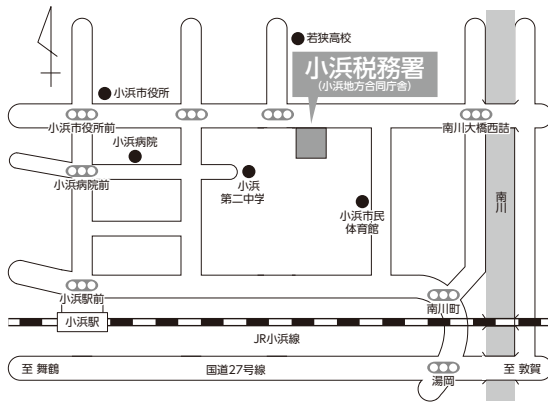 若狭高校
小浜税務署
(小浜地方合同庁舎)
小浜市役所
小浜市役所前
南川大橋西詰
小浜病院
小浜病院前
小浜
第二中学
小浜市民
体育館
南川
小浜駅前
南川町
小浜駅
JR小浜線
至 舞鶴
国道27号線
湯岡
至 敦賀